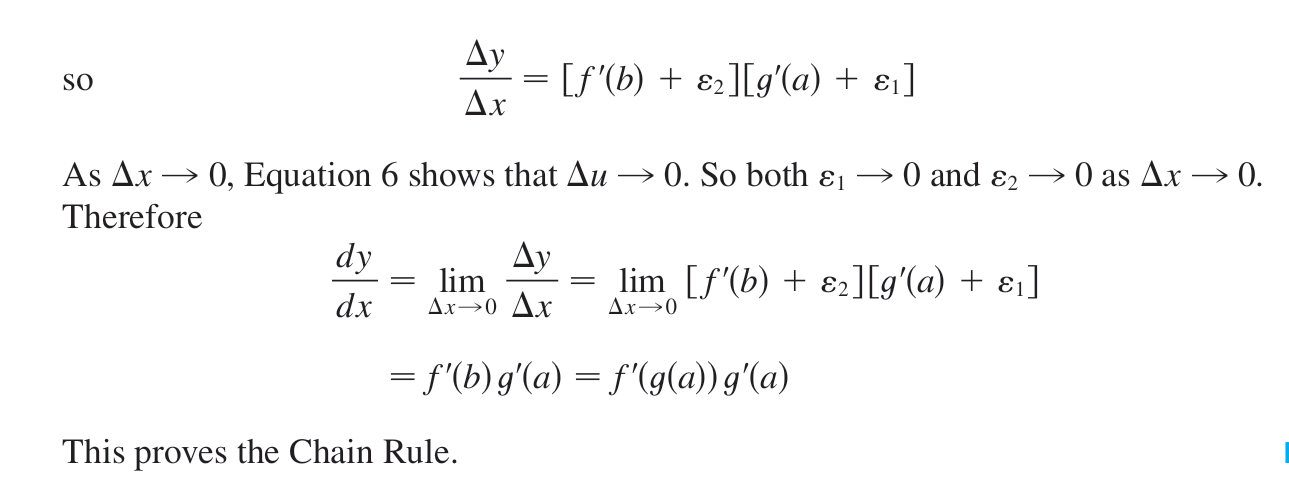 so Δy/Δx = [f′(b) + ε₂][g′(a) + ε₁]
As Δx → 0, Equation 6 shows that Δu → 0. So both ε₁ → 0 and ε₂ → 0 as Δx → 0.
Therefore
dy/dx = lim_{Δx→0} Δy/Δx = lim_{Δx→0} [f′(b) + ε₂][g′(a) + ε₁]
= f′(b) g′(a) = f′(g(a)) g′(a)
This proves the Chain Rule.